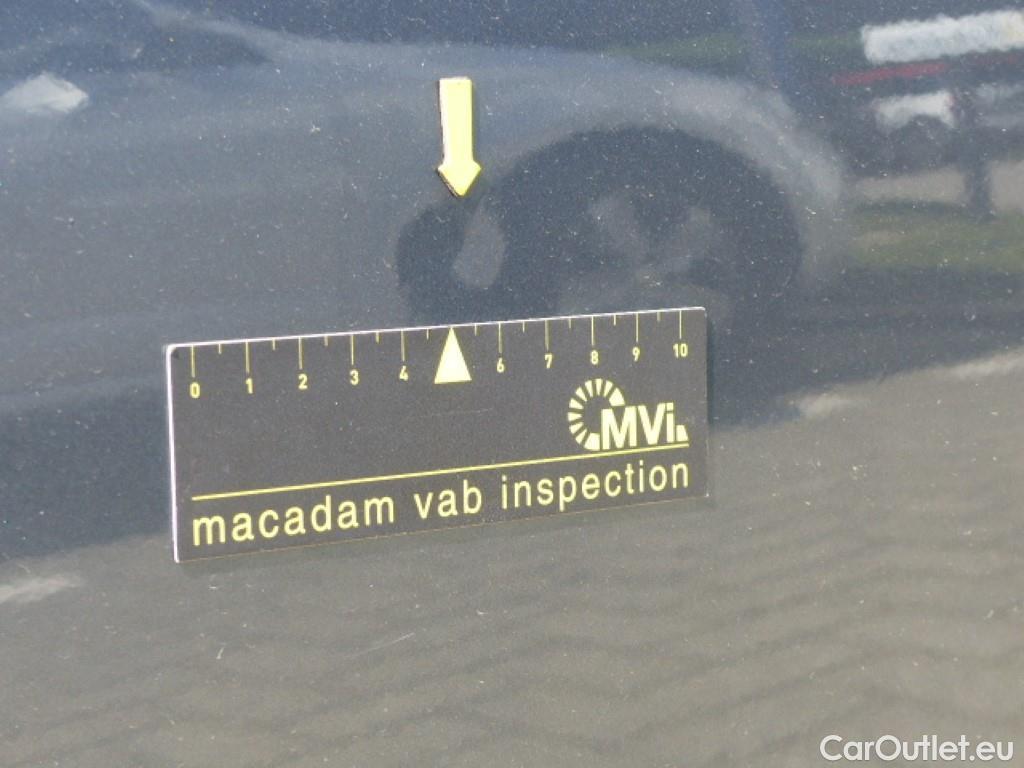 0 1 2 3 4 6 7 8 9 10
MVi
macadam vab inspection
CarOutlet.eu